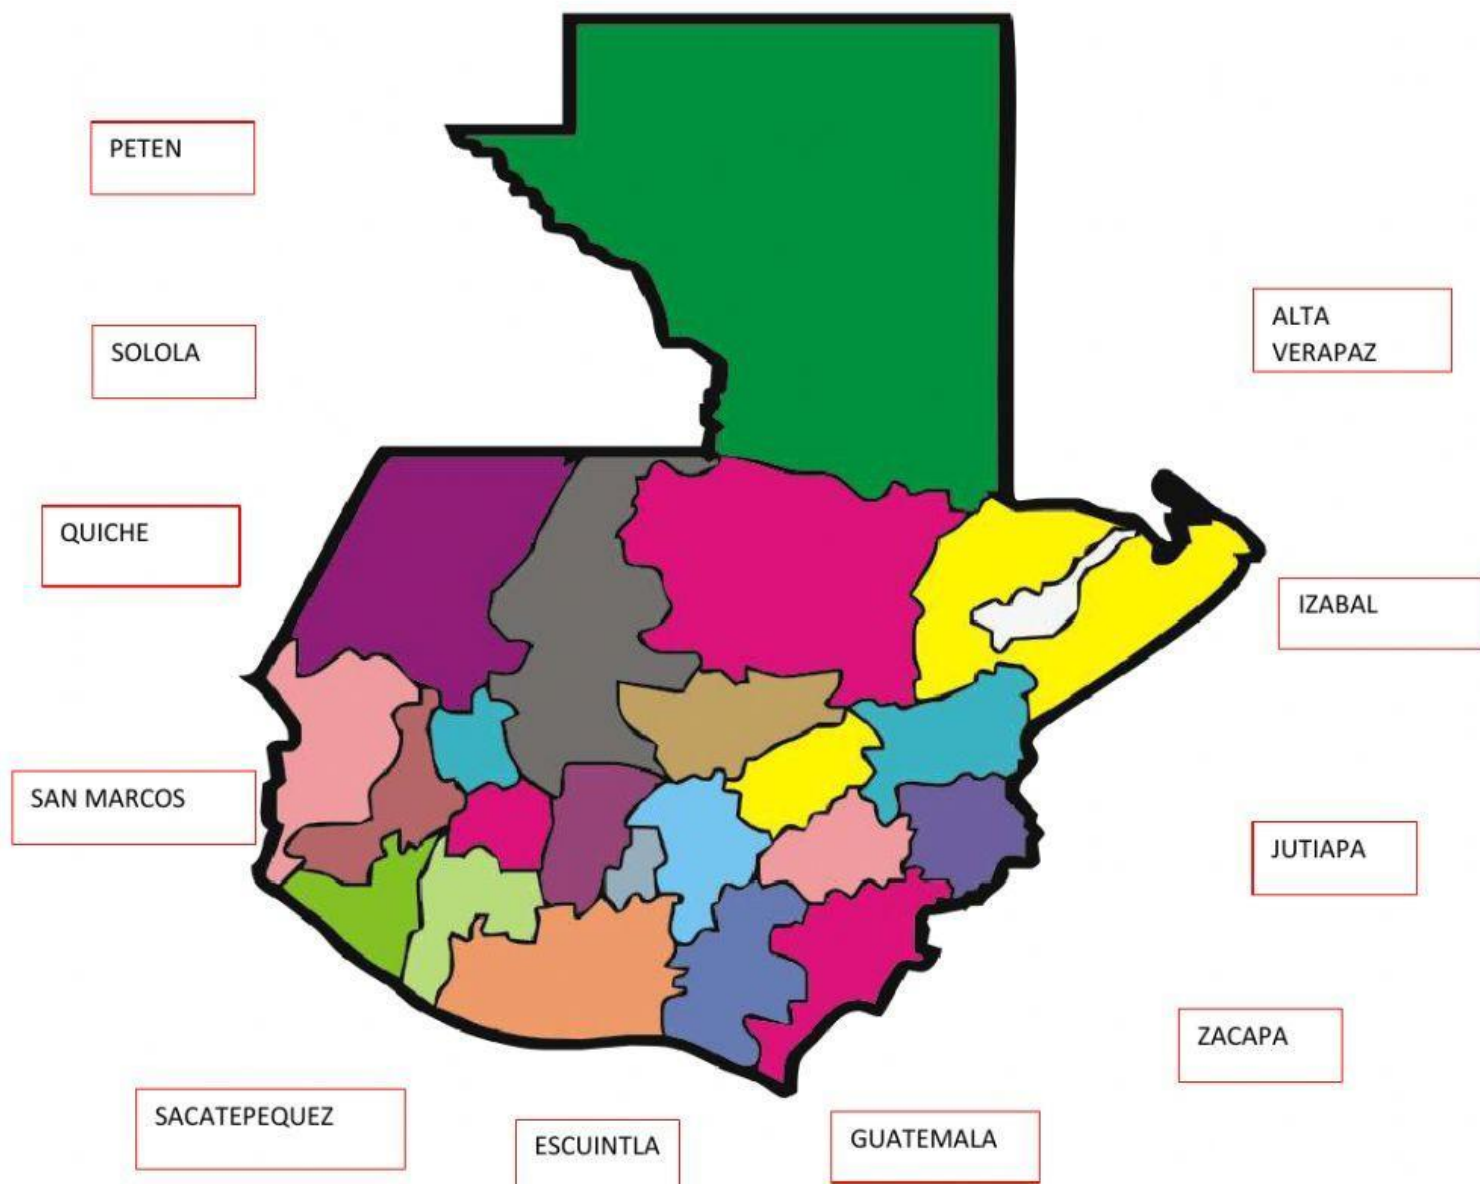 PETEN
SOLOLA
ALTA
VERAPAZ
QUICHE
IZABAL
SAN MARCOS
JUTIAPA
ZACAPA
SACATEPEQUEZ
ESCUINTLA
GUATEMALA